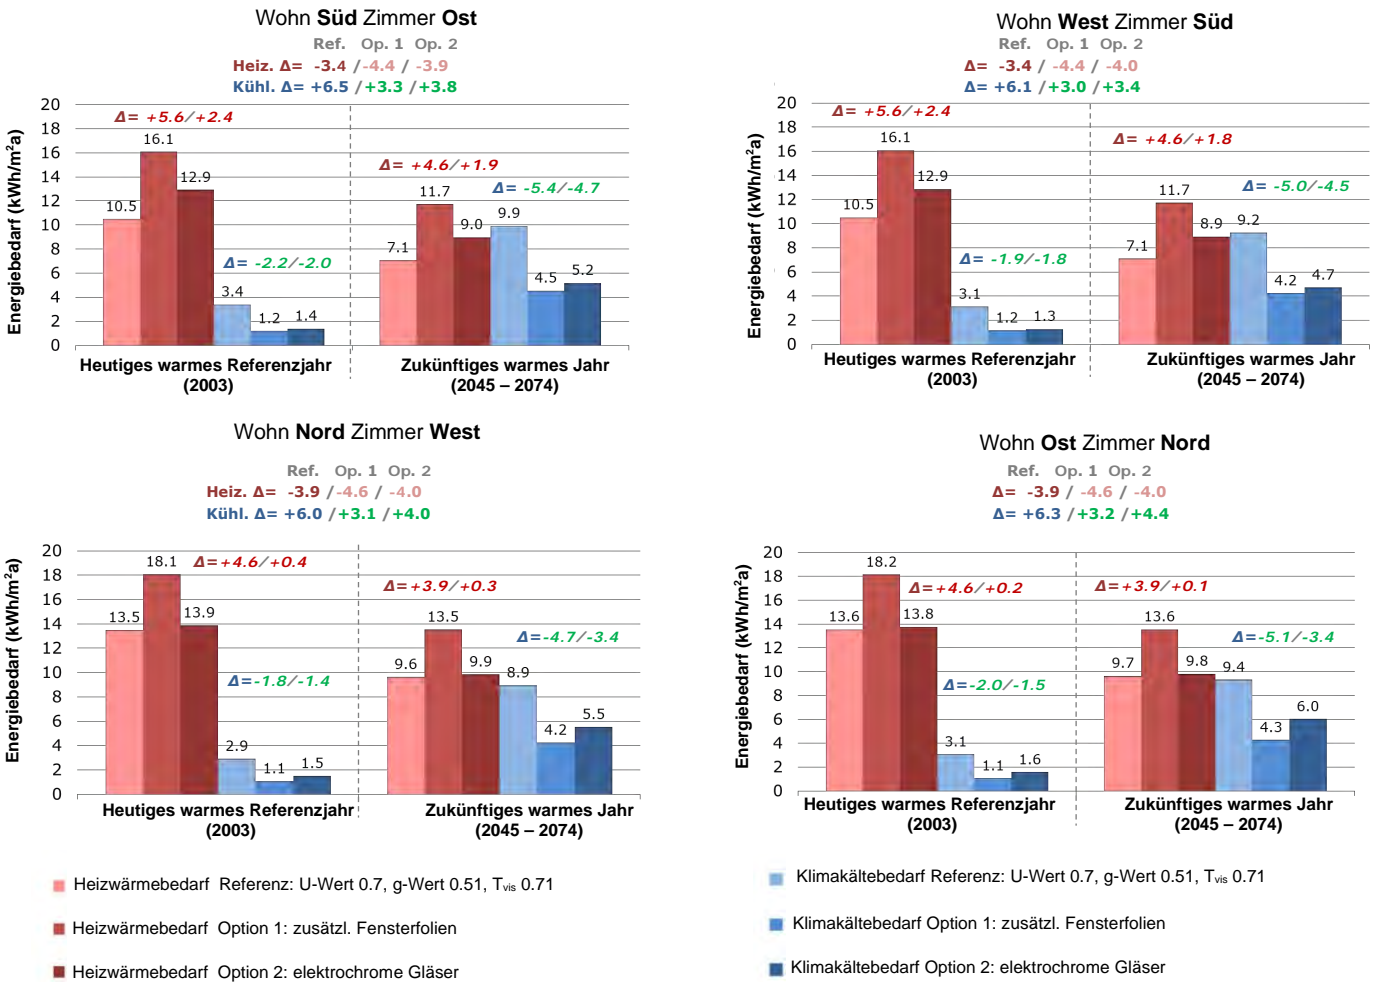 Wohn Süd Zimmer Ost
Ref. Op. 1 Op. 2
Heiz. Δ= -3.4 /-4.4 / -3.9
Kühl. Δ= +6.5 /+3.3 /+3.8
Energiebedarf (kWh/m²a)
20
18
16
14
12
10
8
6
4
2
0
Δ= +5.6/+2.4
10.5
16.1
12.9
Δ= -2.2/-2.0
3.4
1.2
1.4
Δ= +4.6/+1.9
7.1
11.7
9.0
Δ= -5.4/-4.7
9.9
4.5
5.2
Heutiges warmes Referenzjahr
(2003)
Zukünftiges warmes Jahr
(2045 – 2074)
Wohn West Zimmer Süd
Ref. Op. 1 Op. 2
Δ= -3.4 /-4.4 / -4.0
Δ= +6.1 /+3.0 /+3.4
Energiebedarf (kWh/m²a)
20
18
16
14
12
10
8
6
4
2
0
Δ= +5.6/+2.4
10.5
16.1
12.9
Δ= -1.9/-1.8
3.1
1.2
1.3
Δ= +4.6/+1.8
7.1
11.7
8.9
Δ= -5.0/-4.5
9.2
4.2
4.7
Heutiges warmes Referenzjahr
(2003)
Zukünftiges warmes Jahr
(2045 – 2074)
Wohn Nord Zimmer West
Ref. Op. 1 Op. 2
Heiz. Δ= -3.9 /-4.6 / -4.0
Kühl. Δ= +6.0 /+3.1 /+4.0
Energiebedarf (kWh/m²a)
20
18
16
14
12
10
8
6
4
2
0
Δ=+4.6/+0.4
13.5
18.1
13.9
Δ=-1.8/-1.4
2.9
1.1
1.5
Δ=+3.9/+0.3
9.6
13.5
9.9
Δ=-4.7/-3.4
8.9
4.2
5.5
Heutiges warmes Referenzjahr
(2003)
Zukünftiges warmes Jahr
(2045 – 2074)
Wohn Ost Zimmer Nord
Ref. Op. 1 Op. 2
Δ= -3.9 / -4.6 / -4.0
Δ= +6.3 /+3.2 /+4.4
Energiebedarf (kWh/m²a)
20
18
16
14
12
10
8
6
4
2
0
Δ=+4.6/+0.2
13.6
18.2
13.8
Δ=-2.0/-1.5
3.1
1.1
1.6
Δ=+3.9/+0.1
9.7
13.6
9.8
Δ=-5.1/-3.4
9.4
4.3
6.0
Heutiges warmes Referenzjahr
(2003)
Zukünftiges warmes Jahr
(2045 – 2074)
Heizwärmebedarf Referenz: U-Wert 0.7, g-Wert 0.51, Tvis 0.71
Heizwärmebedarf Option 1: zusätzl. Fensterfolien
Heizwärmebedarf Option 2: elektrochrome Gläser
Klimakältebedarf Referenz: U-Wert 0.7, g-Wert 0.51, Tvis 0.71
Klimakältebedarf Option 1: zusätzl. Fensterfolien
Klimakältebedarf Option 2: elektrochrome Gläser